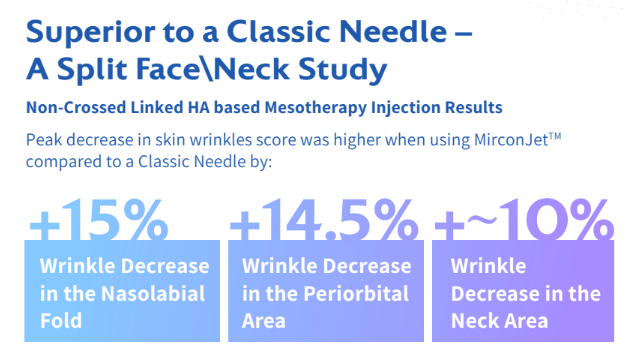 Superior to a Classic Needle –
A Split Face\Neck Study
Non-Crossed Linked HA based Mesotherapy Injection Results
Peak decrease in skin wrinkles score was higher when using MirconJet™
compared to a Classic Needle by:
+15%
Wrinkle Decrease
in the Nasolabial
Fold
+14.5%
Wrinkle Decrease
in the Periorbital
Area
+~10%
Wrinkle
Decrease in the
Neck Area